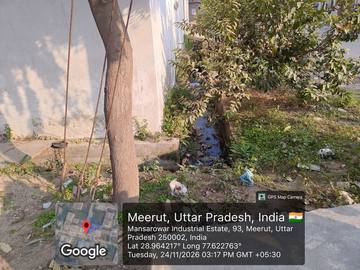 GPS Map Camera
Meerut, Uttar Pradesh, India 🇮🇳
Mansarowar Industrial Estate, 93, Meerut, Uttar
Pradesh 250002, India
Lat 28.964217° Long 77.622763°
Tuesday, 24/11/2026 03:17 PM GMT +05:30
Google